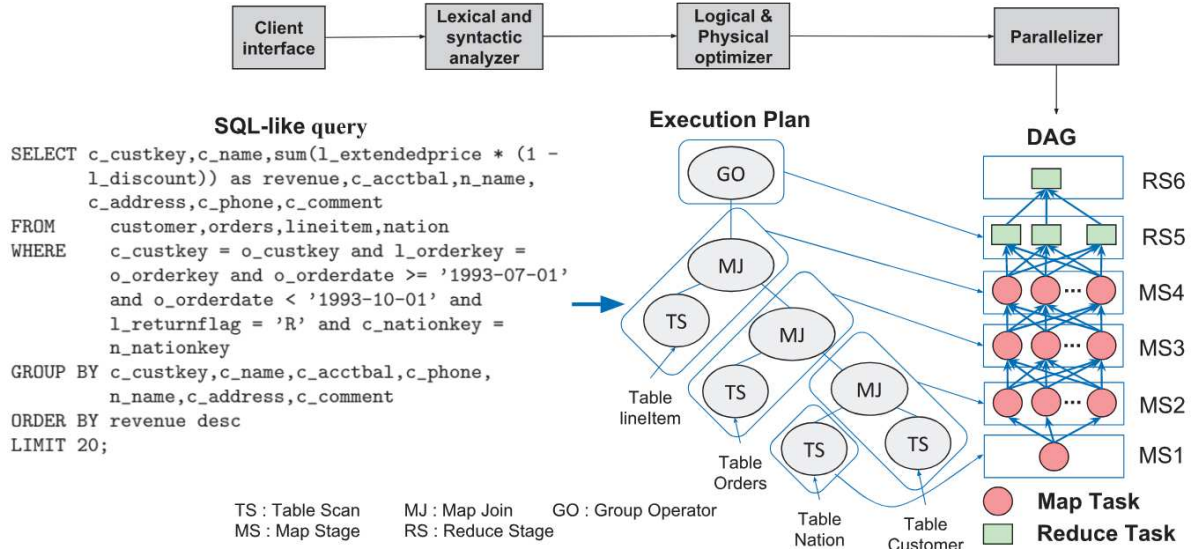 Client interface
Lexical and syntactic analyzer
Logical & Physical optimizer
Parallelizer
SQL-like query
SELECT c_custkey,c_name,sum(l_extendedprice * (1 -
l_discount)) as revenue,c_acctbal,n_name,
c_address,c_phone,c_comment
FROM customer,orders,lineitem,nation
WHERE c_custkey = o_custkey and l_orderkey =
o_orderkey and o_orderdate >= '1993-07-01'
and o_orderdate < '1993-10-01' and
l_returnflag = 'R' and c_nationkey =
n_nationkey
GROUP BY c_custkey,c_name,c_acctbal,c_phone,
n_name,c_address,c_comment
ORDER BY revenue desc
LIMIT 20;
Execution Plan
GO
MJ
TS
MJ
TS
MJ
TS
TS
Table
lineItem
Table
Orders
Table
Nation
Table
Customer
DAG
RS6
RS5
MS4
MS3
MS2
MS1
Map Task
Reduce Task
TS : Table Scan MJ : Map Join GO : Group Operator
MS : Map Stage RS : Reduce Stage